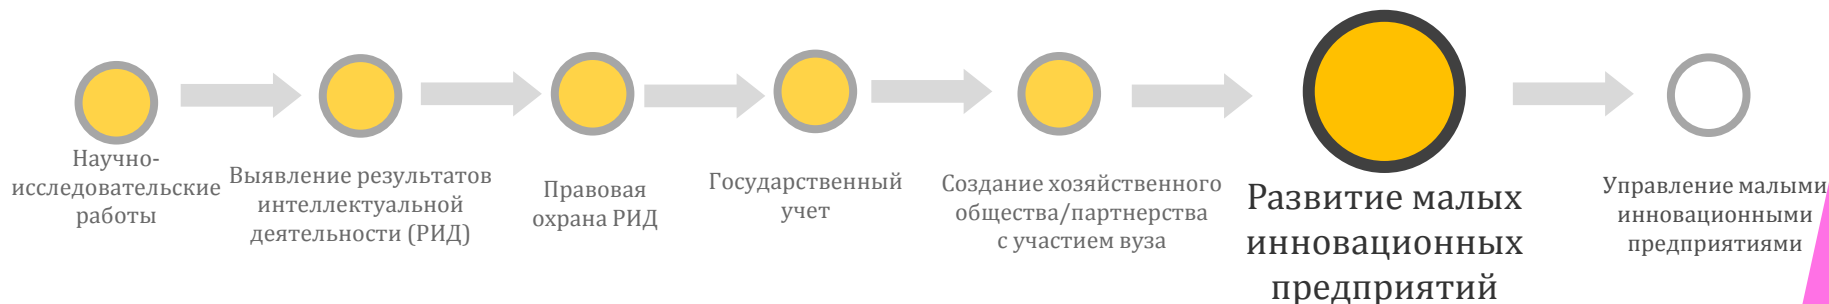 Научно-
исследовательские
работы
Выявление результатов
интеллектуальной
деятельности (РИД)
Правовая
охрана РИД
Государственный
учет
Создание хозяйственного
общества/партнерства
с участием вуза
Развитие малых
инновационных
предприятий
Управление малыми
инновационными
предприятиями